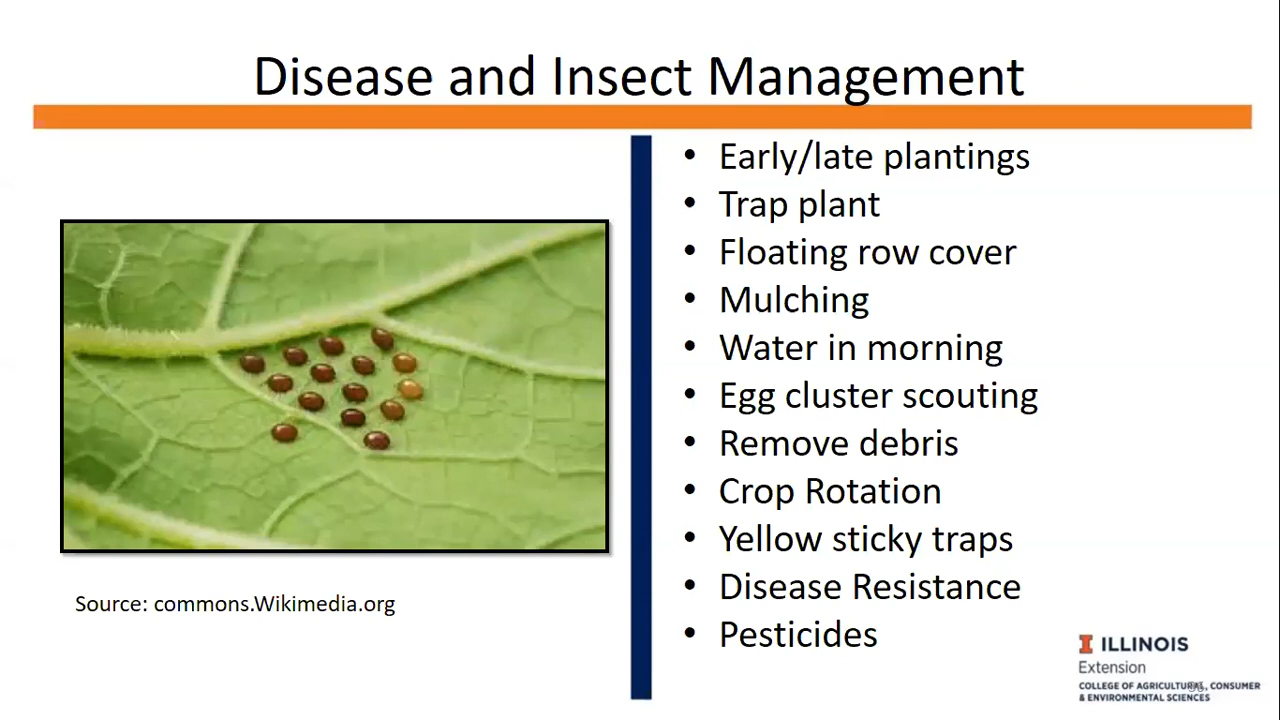 Disease and Insect Management
• Early/late plantings
• Trap plant
• Floating row cover
• Mulching
• Water in morning
• Egg cluster scouting
• Remove debris
• Crop Rotation
• Yellow sticky traps
• Disease Resistance
• Pesticides
Source: commons.Wikimedia.org
I ILLINOIS
Extension
COLLEGE OF AGRICULTURAL, CONSUMER
& ENVIRONMENTAL SCIENCES